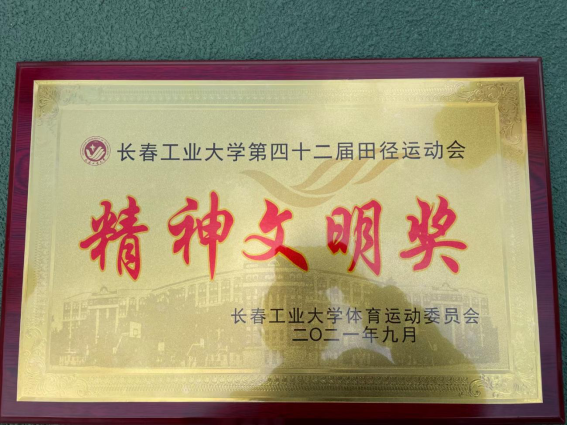 长春工业大学第四十二届田径运动会
精神文明奖
长春工业大学体育运动委员会
二〇二一年九月